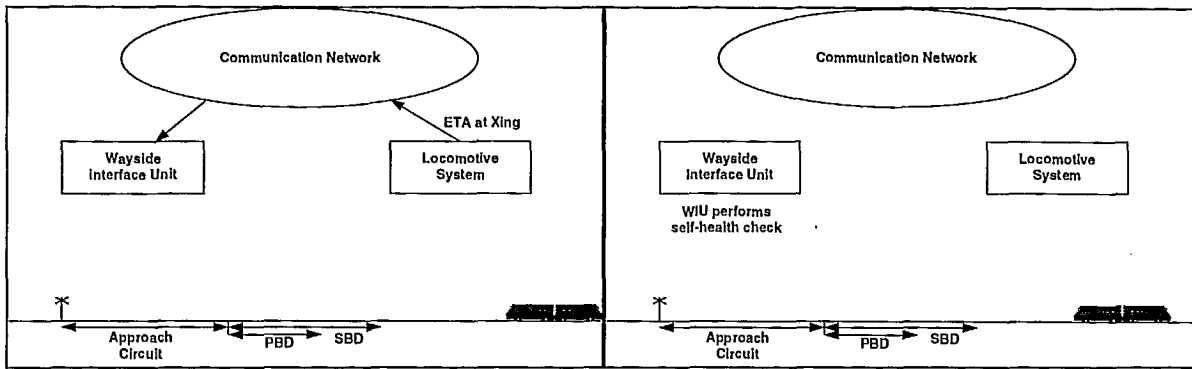 Communication Network
ETA at Xing
Wayside
Interface Unit
Locomotive
System
Approach
Circuit
PBD
SBD
Communication Network
Wayside
Interface Unit
Locomotive
System
WIU performs
self-health check
Approach
Circuit
PBD
SBD